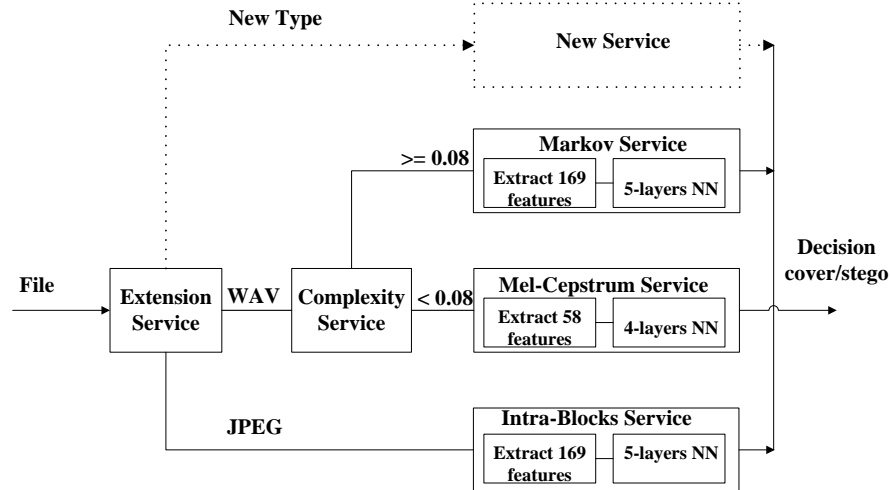 New Type
New Service
Markov Service
>= 0.08
Extract 169
features
5-layers NN
Decision
cover/stego
File
Extension
Service
WAV
Complexity
Service
< 0.08
Mel-Cepstrum Service
Extract 58
features
4-layers NN
JPEG
Intra-Blocks Service
Extract 169
features
5-layers NN